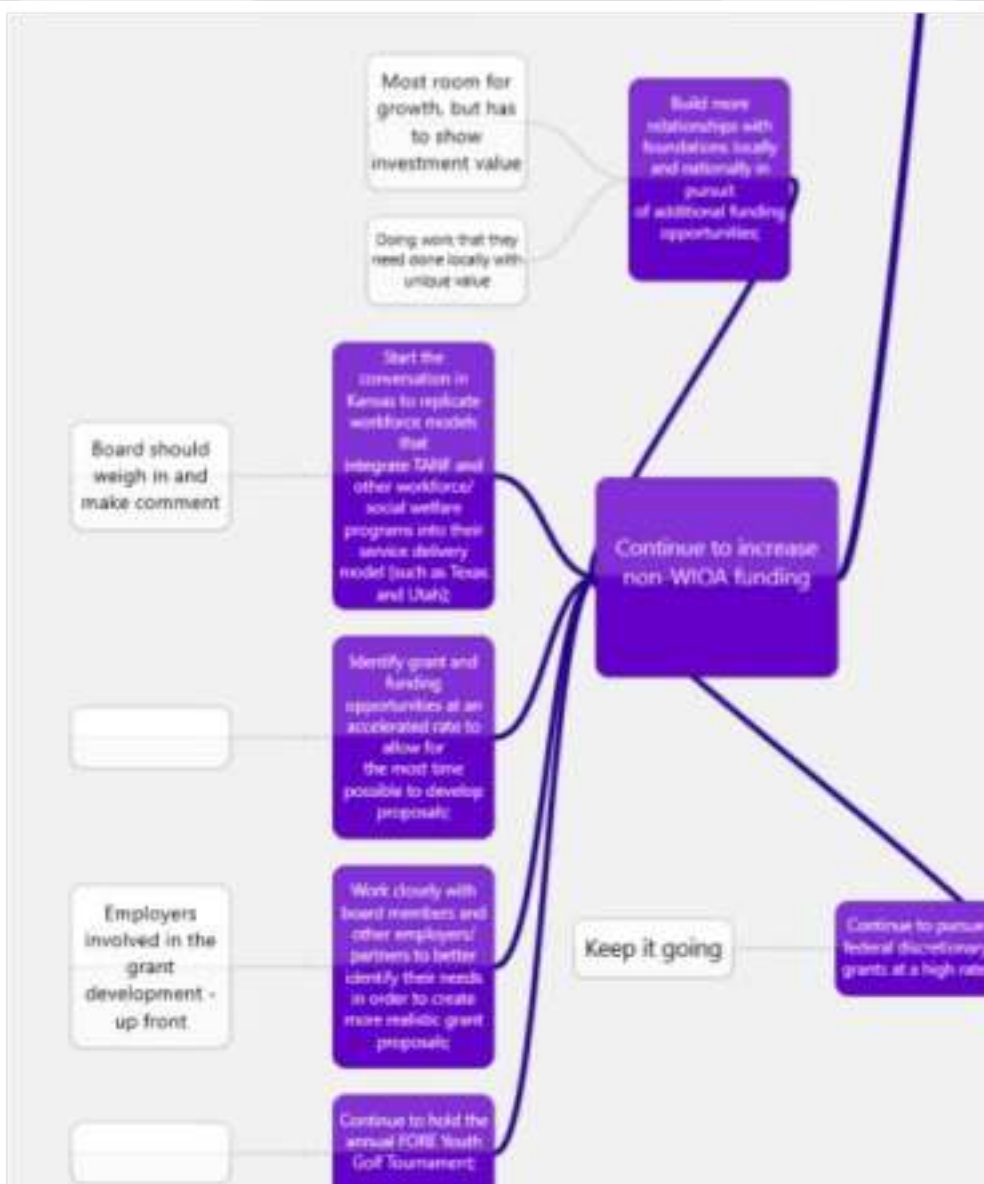 Most room for
growth, but has
to show
investment value
Doing work that they
need done locally with
unique value
Build more
relationships with
foundations locally
and nationally in
pursuit
of additional funding
opportunities;
Board should
weigh in and
make comment
Start the
conversation in
Kansas to replicate
workforce models
that
integrate TANF and
other workforce/
social welfare
programs into their
service delivery
model (such as Texas
and Utah);
Continue to increase
non-WIOA funding
Identify grant and
funding
opportunities at an
accelerated rate to
allow for
the most time
possible to develop
proposals;
Employers
involved in the
grant
development -
up front
Work closely with
board members and
other employers/
partners to better
identify their needs
in order to create
more realistic grant
proposals;
Keep it going
Continue to pursue
federal discretionary
grants at a high rate
Continue to hold the
annual FORE Youth
Golf Tournament;